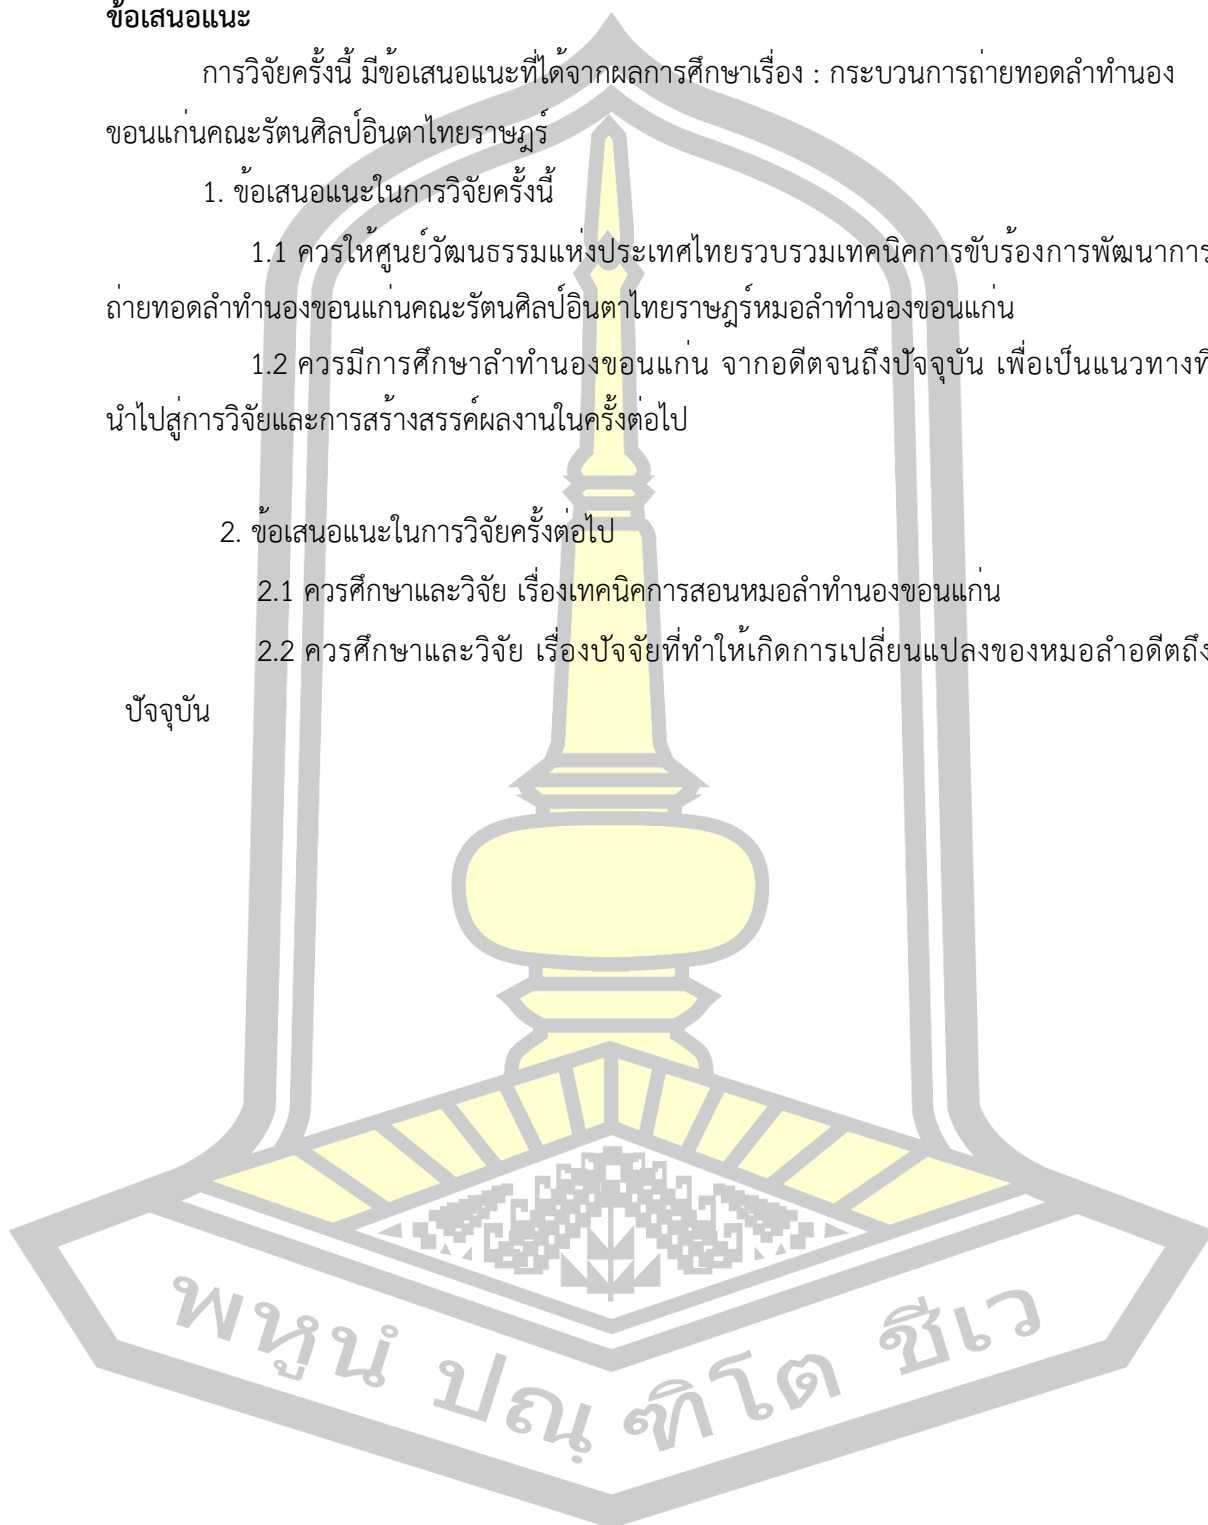 ข้อเสนอแนะ
การวิจัยครั้งนี้ มีข้อเสนอแนะที่ได้จากผลการศึกษาเรื่อง : กระบวนการถ่ายทอดลำทำนอง
ขอนแก่นคณะรัตนศิลป์อินตาไทยราษฎร์
1. ข้อเสนอแนะในการวิจัยครั้งนี้
1.1 ควรให้ศูนย์วัฒนธรรมแห่งประเทศไทยรวบรวมเทคนิคการขับร้องการพัฒนาการ
ถ่ายทอดลำทำนองขอนแก่นคณะรัตนศิลป์อินตาไทยราษฎร์หมอลำทำนองขอนแก่น
1.2 ควรมีการศึกษาลำทำนองขอนแก่น จากอดีตจนถึงปัจจุบัน เพื่อเป็นแนวทางที่
นำไปสู่การวิจัยและการสร้างสรรค์ผลงานในครั้งต่อไป
2. ข้อเสนอแนะในการวิจัยครั้งต่อไป
2.1 ควรศึกษาและวิจัย เรื่องเทคนิคการสอนหมอลำทำนองขอนแก่น
2.2 ควรศึกษาและวิจัย เรื่องปัจจัยที่ทำให้เกิดการเปลี่ยนแปลงของหมอลำอดีตถึง
ปัจจุบัน
พหูนํ ปณฺฑิโต ชีเว